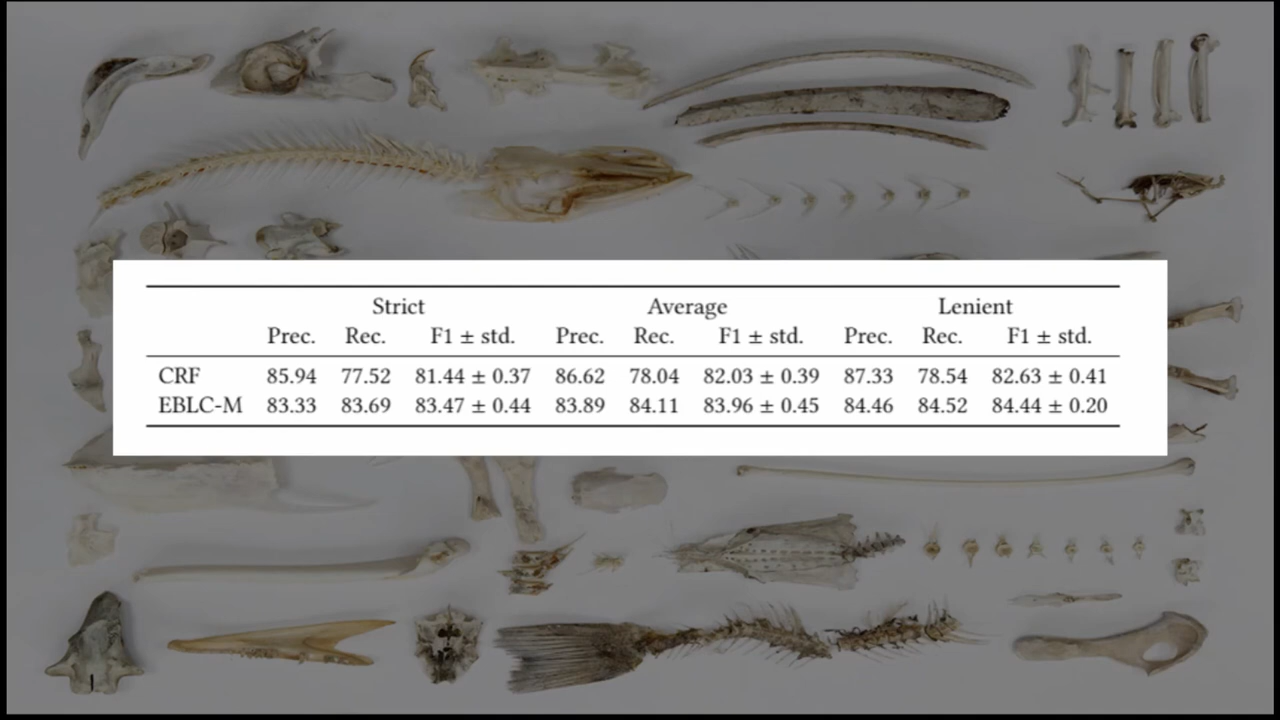 Strict Average Lenient
Prec. Rec. F1 ± std. Prec. Rec. F1 ± std. Prec. Rec. F1 ± std.
CRF 85.94 77.52 81.44 ± 0.37 86.62 78.04 82.03 ± 0.39 87.33 78.54 82.63 ± 0.41
EBLC-M 83.33 83.69 83.47 ± 0.44 83.89 84.11 83.96 ± 0.45 84.46 84.52 84.44 ± 0.20